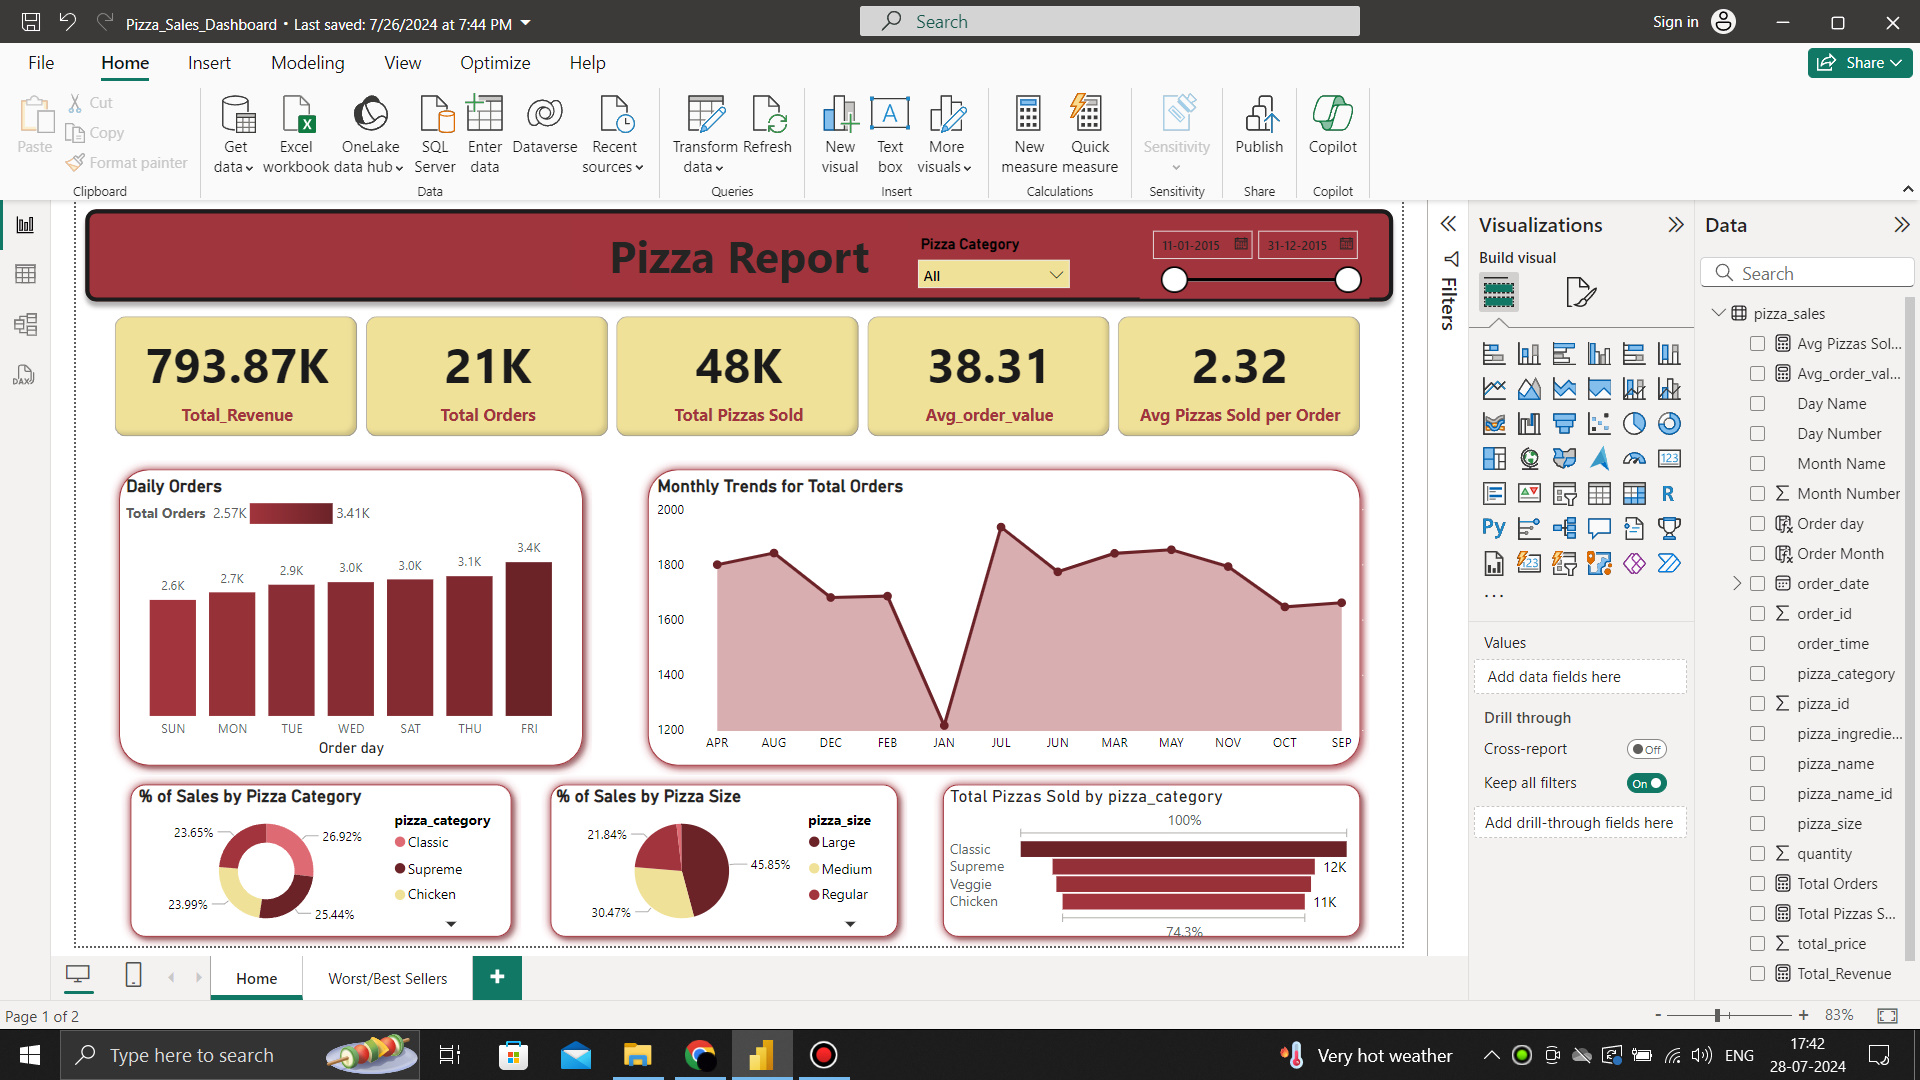 Pizza_Sales_Dashboard • Last saved: 7/26/2024 at 7:44 PM
Search
Sign in
File Home Insert Modeling View Optimize Help
Share
Paste
Cut
Copy
Format painter
Clipboard
Get data
Excel workbook
OneLake data hub
SQL Server
Enter data
Dataverse
Recent sources
Data
Transform data
Refresh
Queries
New visual
Text box
More visuals
Insert
New measure
Quick measure
Calculations
Sensitivity
Sensitivity
Publish
Share
Copilot
Copilot
Pizza Report
Pizza Category
All
11-01-2015
31-12-2015
793.87K
Total_Revenue
21K
Total Orders
48K
Total Pizzas Sold
38.31
Avg_order_value
2.32
Avg Pizzas Sold per Order
Daily Orders
Total Orders 2.57K 3.41K
2.6K 2.7K 2.9K 3.0K 3.0K 3.1K 3.4K
SUN MON TUE WED SAT THU FRI
Order day
Monthly Trends for Total Orders
2000
1800
1600
1400
1200
APR AUG DEC FEB JAN JUL JUN MAR MAY NOV OCT SEP
% of Sales by Pizza Category
23.65%
26.92%
23.99%
25.44%
pizza_category
Classic
Supreme
Chicken
% of Sales by Pizza Size
21.84%
45.85%
30.47%
pizza_size
Large
Medium
Regular
Total Pizzas Sold by pizza_category
100%
Classic
Supreme 12K
Veggie
Chicken 11K
74.3%
Filters
Visualizations
Build visual
123
R
Py
123
...
Values
Add data fields here
Drill through
Cross-report
Off
Keep all filters
On
Add drill-through fields here
Data
Search
pizza_sales
Avg Pizzas Sol...
Avg_order_val...
Day Name
Day Number
Month Name
Month Number
Order day
Order Month
order_date
order_id
order_time
pizza_category
pizza_id
pizza_ingredie...
pizza_name
pizza_name_id
pizza_size
quantity
Total Orders
Total Pizzas S...
total_price
Total_Revenue
DAX
Home
Worst/Best Sellers
+
Page 1 of 2
- + 83%
Type here to search
Very hot weather
ENG
17:42
28-07-2024